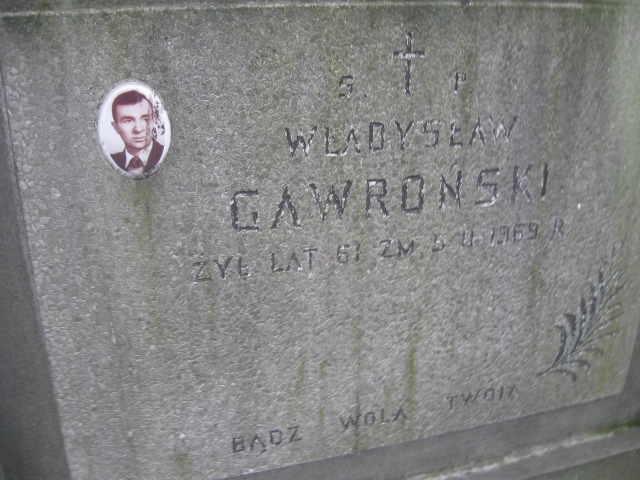 S. P
WŁADYSŁAW
GAWROŃSKI
ŻYŁ LAT 61 ZM. 5-II-1969 R
BĄDŹ WOLA TWOJA